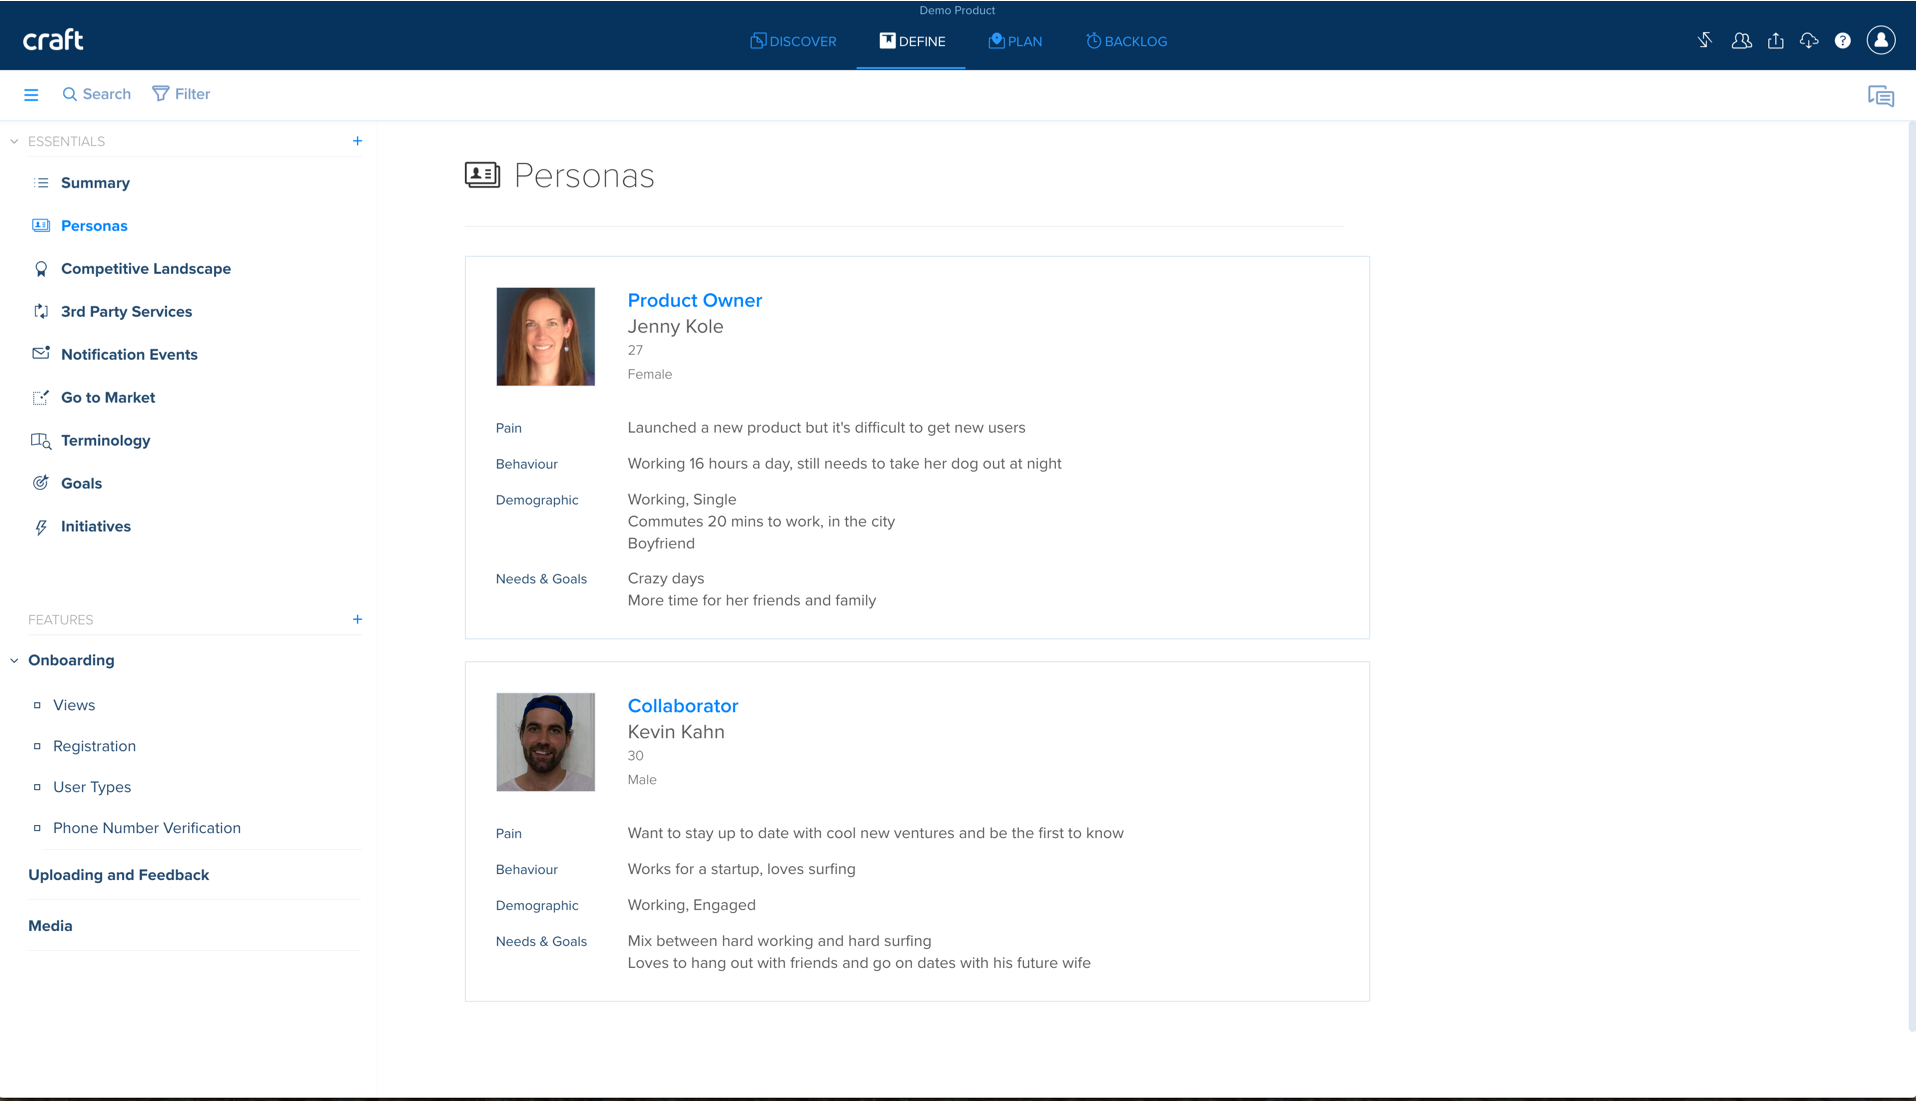 Demo Product
craft
DISCOVER
DEFINE
PLAN
BACKLOG
?
Search
Filter
ESSENTIALS
+
Summary
Personas
Competitive Landscape
3rd Party Services
Notification Events
Go to Market
Terminology
Goals
Initiatives
FEATURES
+
Onboarding
Views
Registration
User Types
Phone Number Verification
Uploading and Feedback
Media
Personas
Product Owner
Jenny Kole
27
Female
Pain
Launched a new product but it's difficult to get new users
Behaviour
Working 16 hours a day, still needs to take her dog out at night
Demographic
Working, Single
Commutes 20 mins to work, in the city
Boyfriend
Needs & Goals
Crazy days
More time for her friends and family
Collaborator
Kevin Kahn
30
Male
Pain
Want to stay up to date with cool new ventures and be the first to know
Behaviour
Works for a startup, loves surfing
Demographic
Working, Engaged
Needs & Goals
Mix between hard working and hard surfing
Loves to hang out with friends and go on dates with his future wife